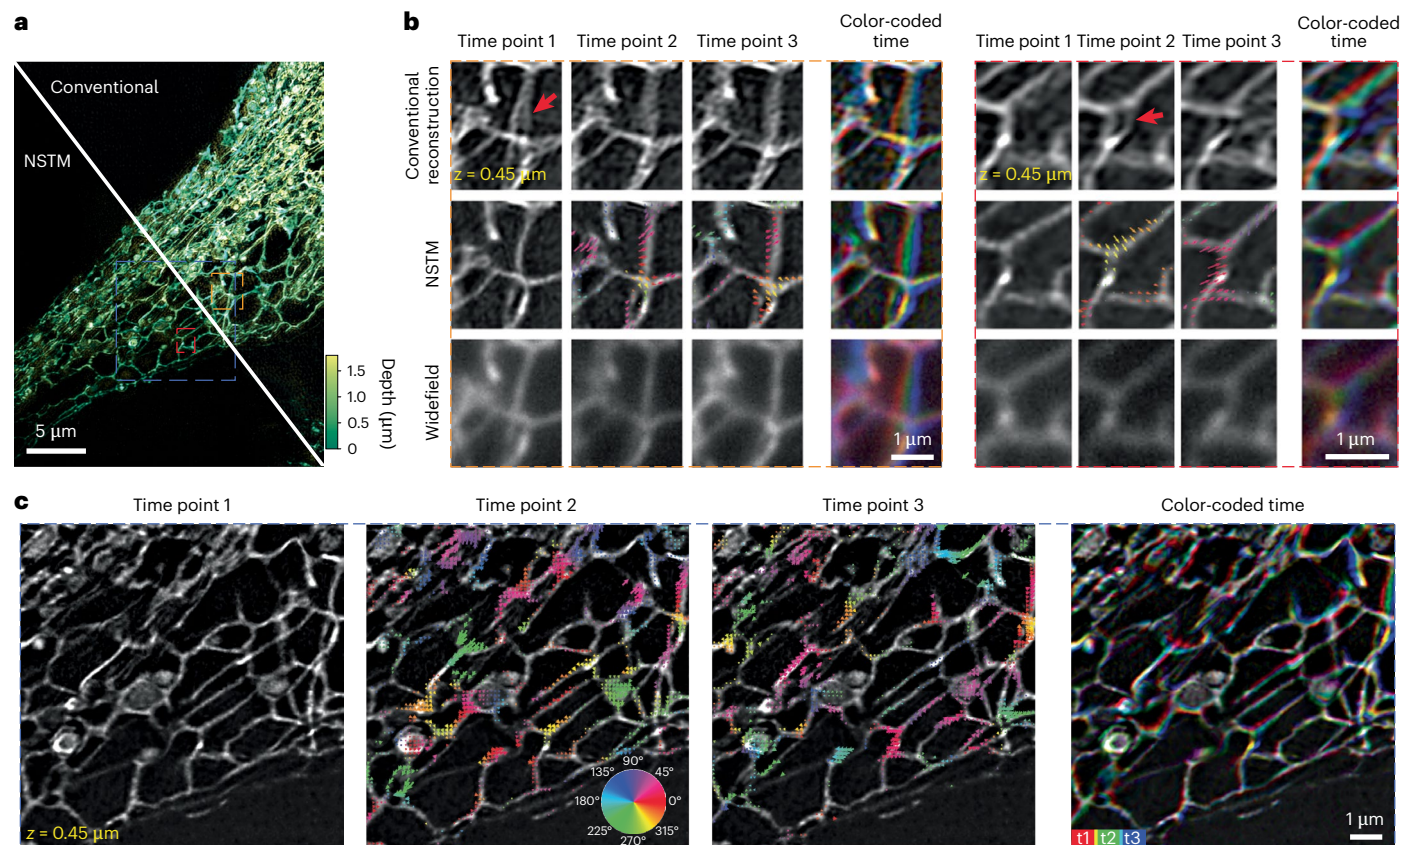 a
Conventional
NSTM
5 µm
1.5
1.0
0.5
0
Depth (µm)
b
Time point 1
Time point 2
Time point 3
Color-coded
time
Time point 1
Time point 2
Time point 3
Color-coded
time
Conventional
reconstruction
z = 0.45 µm
z = 0.45 µm
NSTM
Widefield
1 µm
1 µm
c
Time point 1
Time point 2
Time point 3
Color-coded time
z = 0.45 µm
90°
135°
45°
180°
0°
225°
315°
270°
t1 t2 t3
1 µm